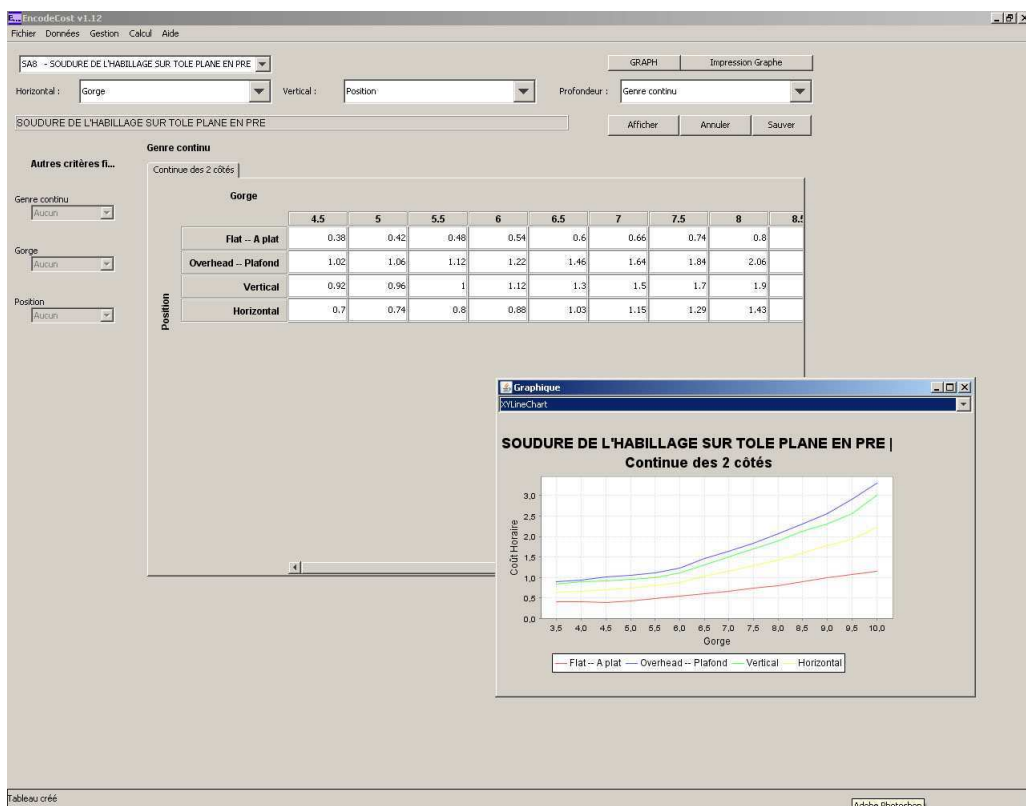 EncodeCost v1.12
Fichier Données Gestion Calcul Aide
SA8 - SOUDURE DE L'HABILLAGE SUR TOLE PLANE EN PRE
GRAPH Impression Graphe
Horizontal : Gorge Vertical : Position Profondeur : Genre continu
SOUDURE DE L'HABILLAGE SUR TOLE PLANE EN PRE
Afficher Annuler Sauver
Genre continu
Autres critères fi...
Continue des 2 côtés
Genre continu
Aucun
Gorge
Aucun
Position
Aucun
Gorge
4.5 5 5.5 6 6.5 7 7.5 8 8.5
Position
Flat -- A plat 0.38 0.42 0.48 0.54 0.6 0.66 0.74 0.8
Overhead -- Plafond 1.02 1.06 1.12 1.22 1.46 1.64 1.84 2.06
Vertical 0.92 0.96 1 1.12 1.3 1.5 1.7 1.9
Horizontal 0.7 0.74 0.8 0.88 1.03 1.15 1.29 1.43
Graphique
XYLineChart
SOUDURE DE L'HABILLAGE SUR TOLE PLANE EN PRE |
Continue des 2 côtés
Coût Horaire
3,0
2,5
2,0
1,5
1,0
0,5
0,0
3,5 4,0 4,5 5,0 5,5 6,0 6,5 7,0 7,5 8,0 8,5 9,0 9,5 10,0
Gorge
Flat -- A plat Overhead -- Plafond Vertical Horizontal
Tableau créé
Adobe Photoshop